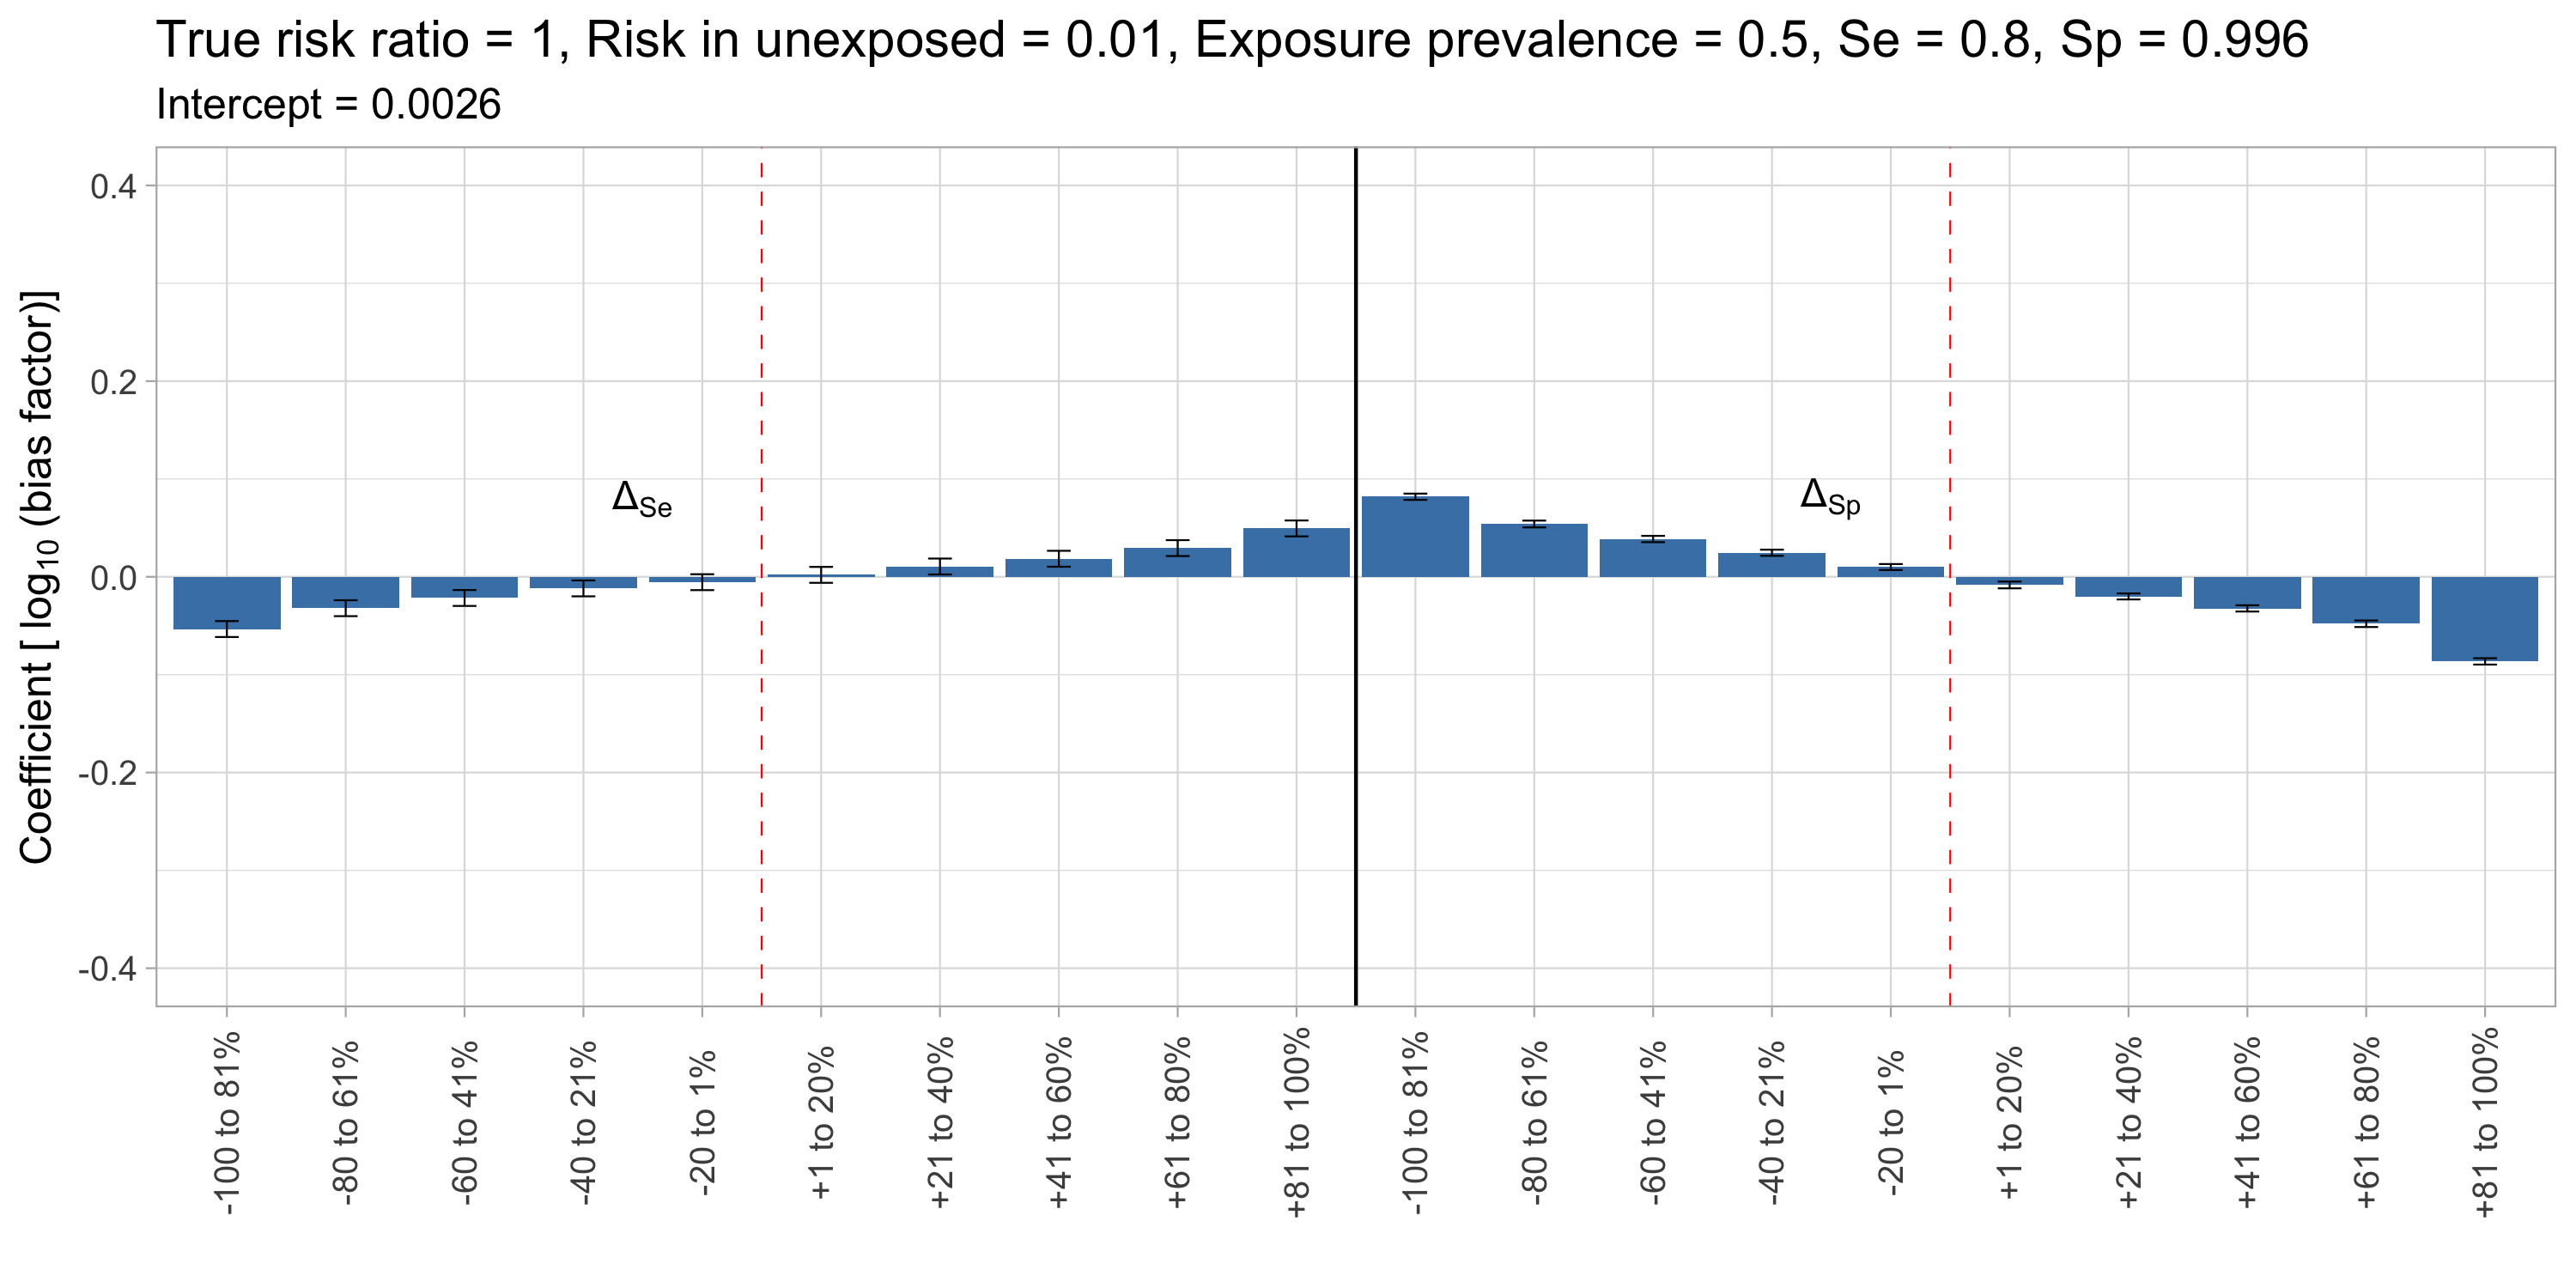 True risk ratio = 1, Risk in unexposed = 0.01, Exposure prevalence = 0.5, Se = 0.8, Sp = 0.996
Intercept = 0.0026
Coefficient [ log₁₀ (bias factor)]
0.4
0.2
0.0
-0.2
-0.4
Δ_Se
Δ_Sp
-100 to 81%
-80 to 61%
-60 to 41%
-40 to 21%
-20 to 1%
+1 to 20%
+21 to 40%
+41 to 60%
+61 to 80%
+81 to 100%
-100 to 81%
-80 to 61%
-60 to 41%
-40 to 21%
-20 to 1%
+1 to 20%
+21 to 40%
+41 to 60%
+61 to 80%
+81 to 100%